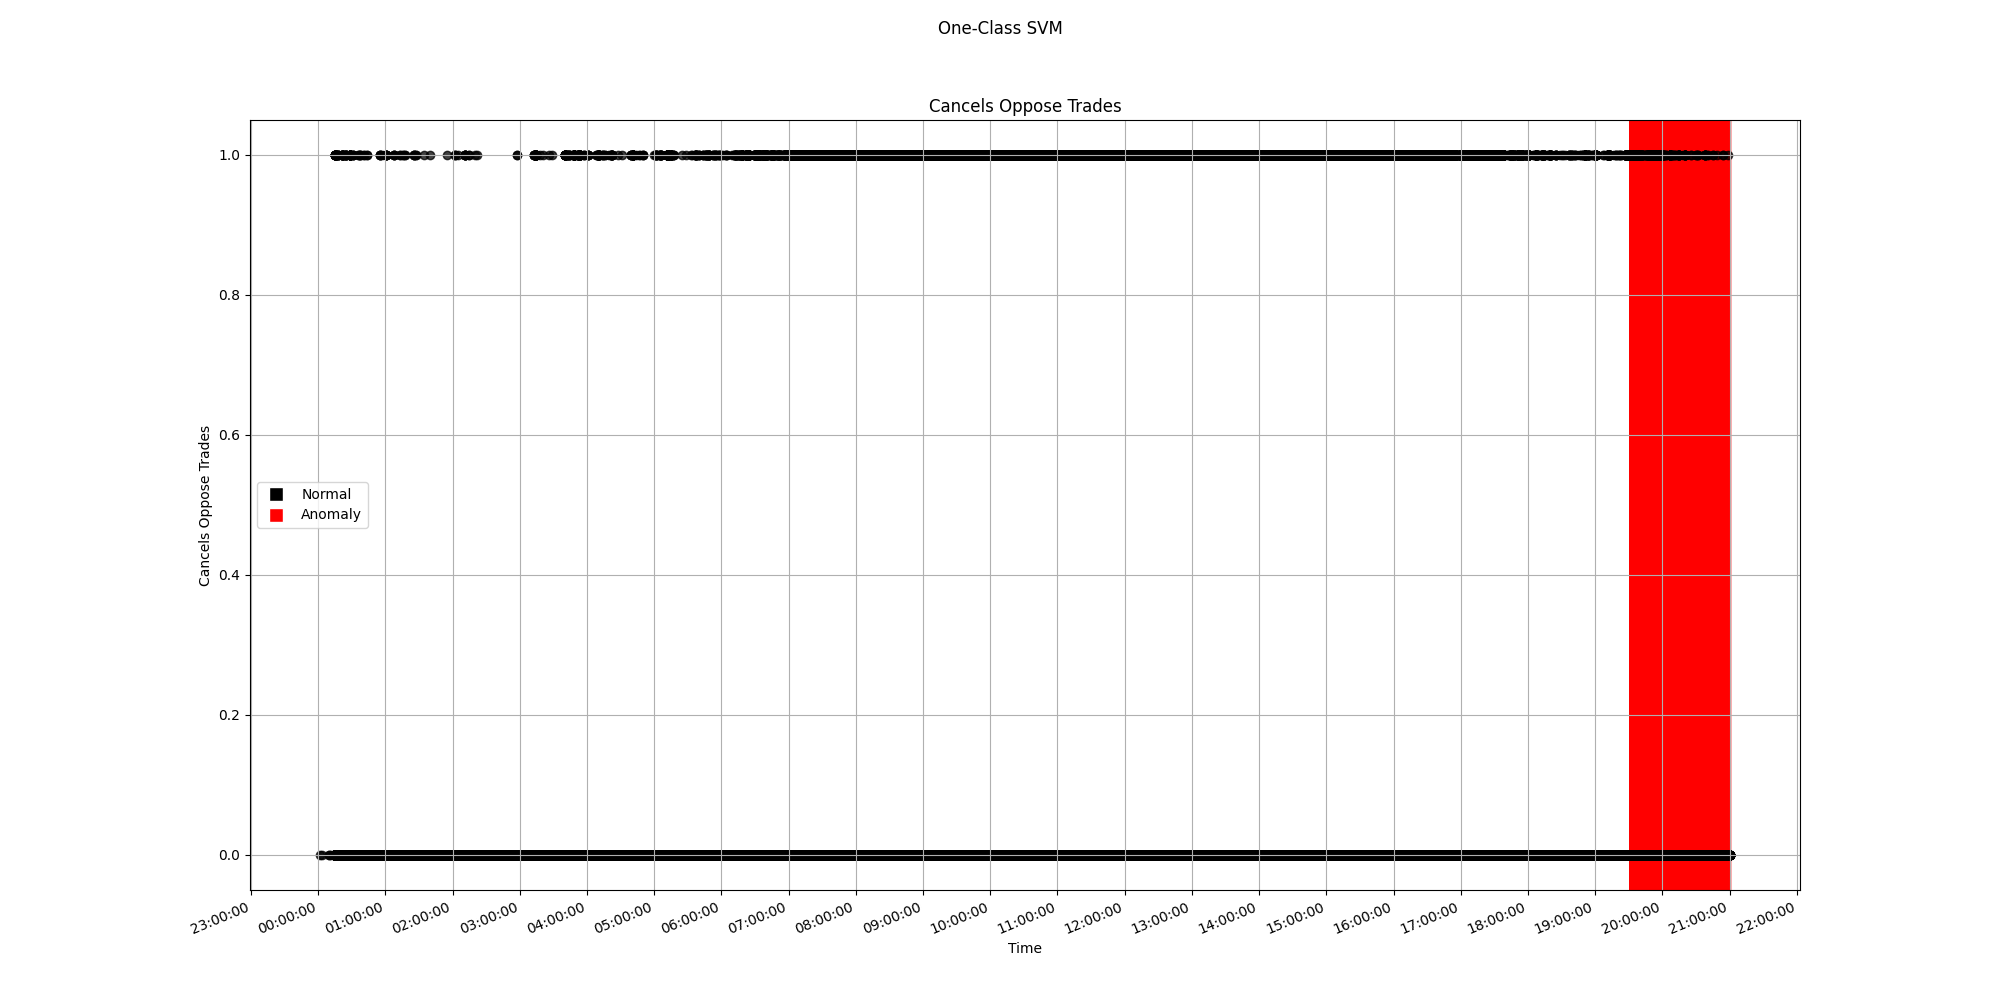 One-Class SVM
Cancels Oppose Trades
1.0
0.8
0.6
0.4
0.2
0.0
Cancels Oppose Trades
Normal
Anomaly
23:00:00 00:00:00 01:00:00 02:00:00 03:00:00 04:00:00 05:00:00 06:00:00 07:00:00 08:00:00 09:00:00 10:00:00 11:00:00 12:00:00 13:00:00 14:00:00 15:00:00 16:00:00 17:00:00 18:00:00 19:00:00 20:00:00 21:00:00 22:00:00
Time